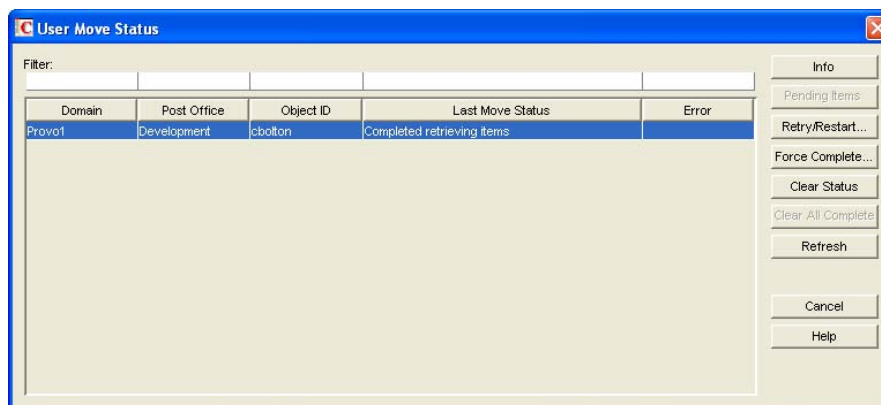 User Move Status
Filter:
Info
Pending Items
Domain Post Office Object ID Last Move Status Error
Retry/Restart...
Provo1 Development cbolton Completed retrieving items
Force Complete...
Clear Status
Clear All Complete
Refresh
Cancel
Help